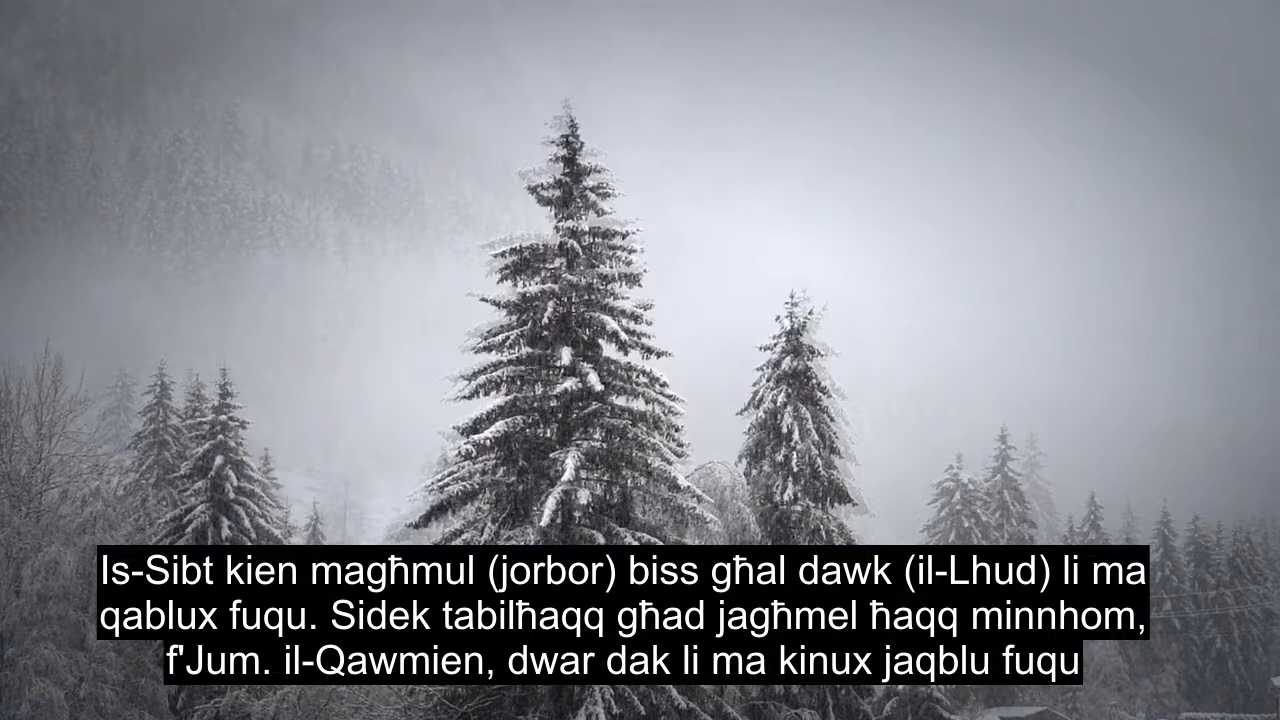 Is-Sibt kien magħmul (jorbor) biss għal dawk (il-Lhud) li ma
qablux fuqu. Sidek tabilħaqq għad jagħmel ħaqq minnhom,
f'Jum. il-Qawmien, dwar dak li ma kinux jaqblu fuqu